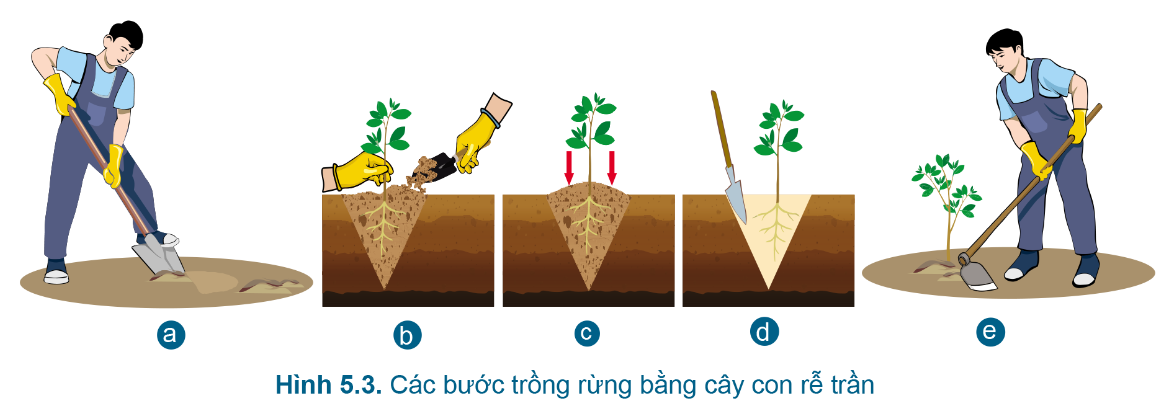 a b c d e
Hình 5.3. Các bước trồng rừng bằng cây con rễ trần